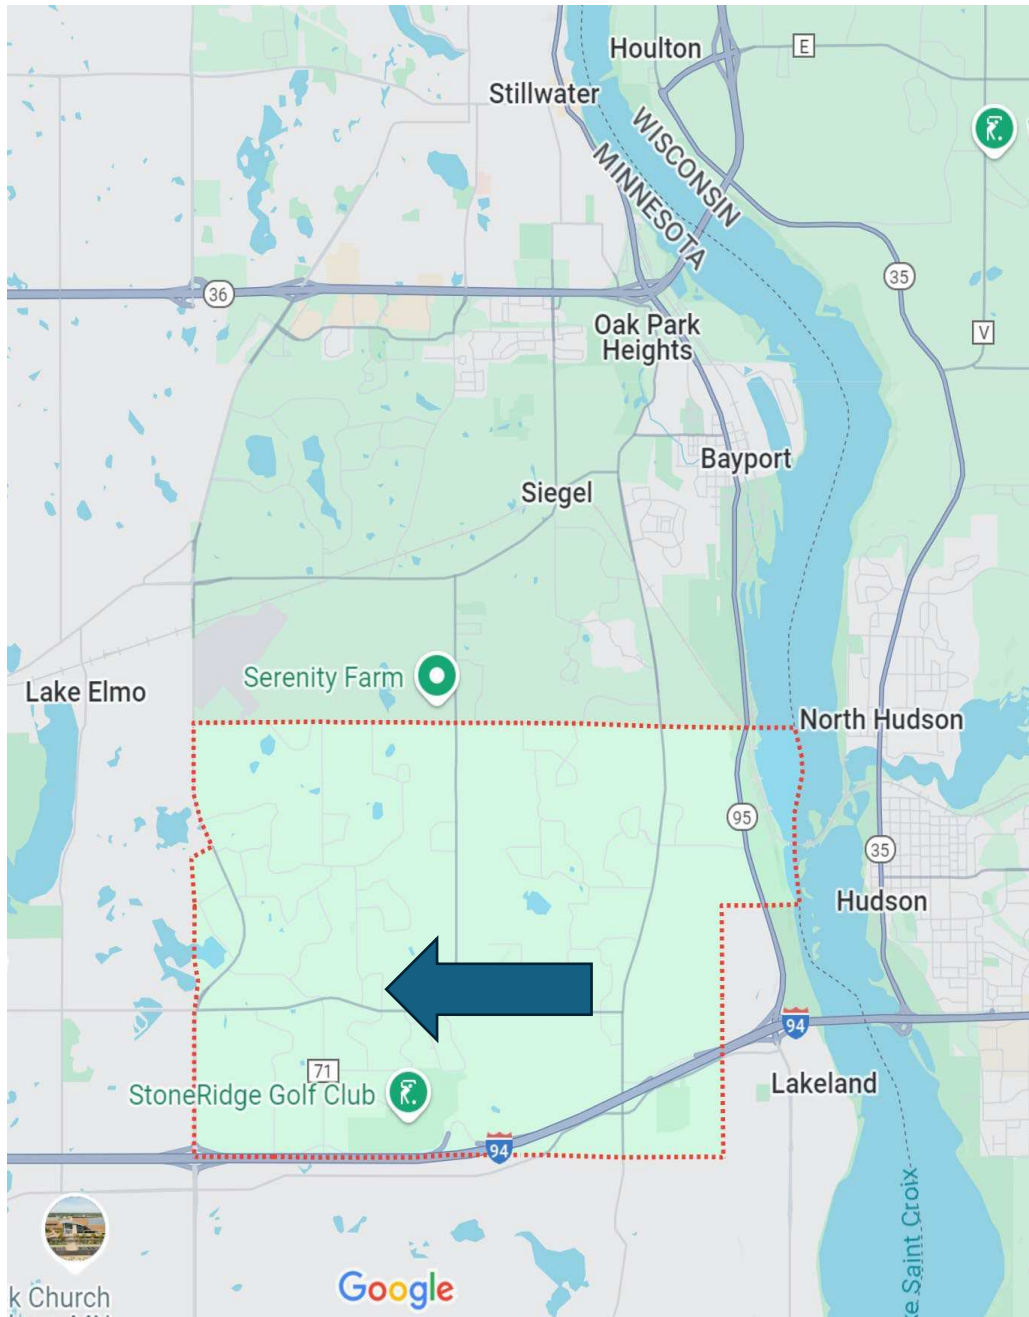 Houlton
E
Stillwater
WISCONSIN
MINNESOTA
35
36
Oak Park
Heights
V
Bayport
Siegel
Serenity Farm
Lake Elmo
North Hudson
95
35
Hudson
94
71
StoneRidge Golf Club
Lakeland
94
e Saint Croix
k Church
Google